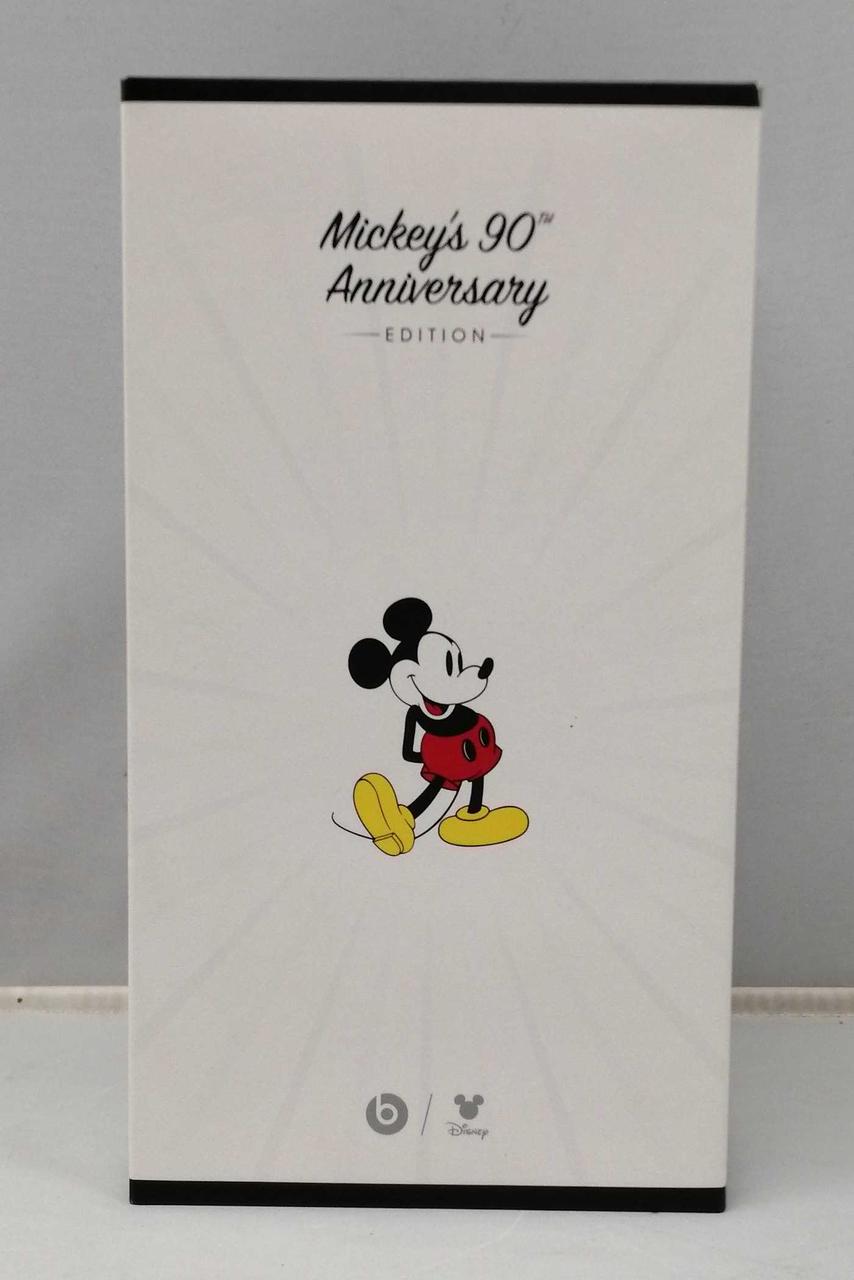 Mickey's 90™
Anniversary
EDITION
b / Disney